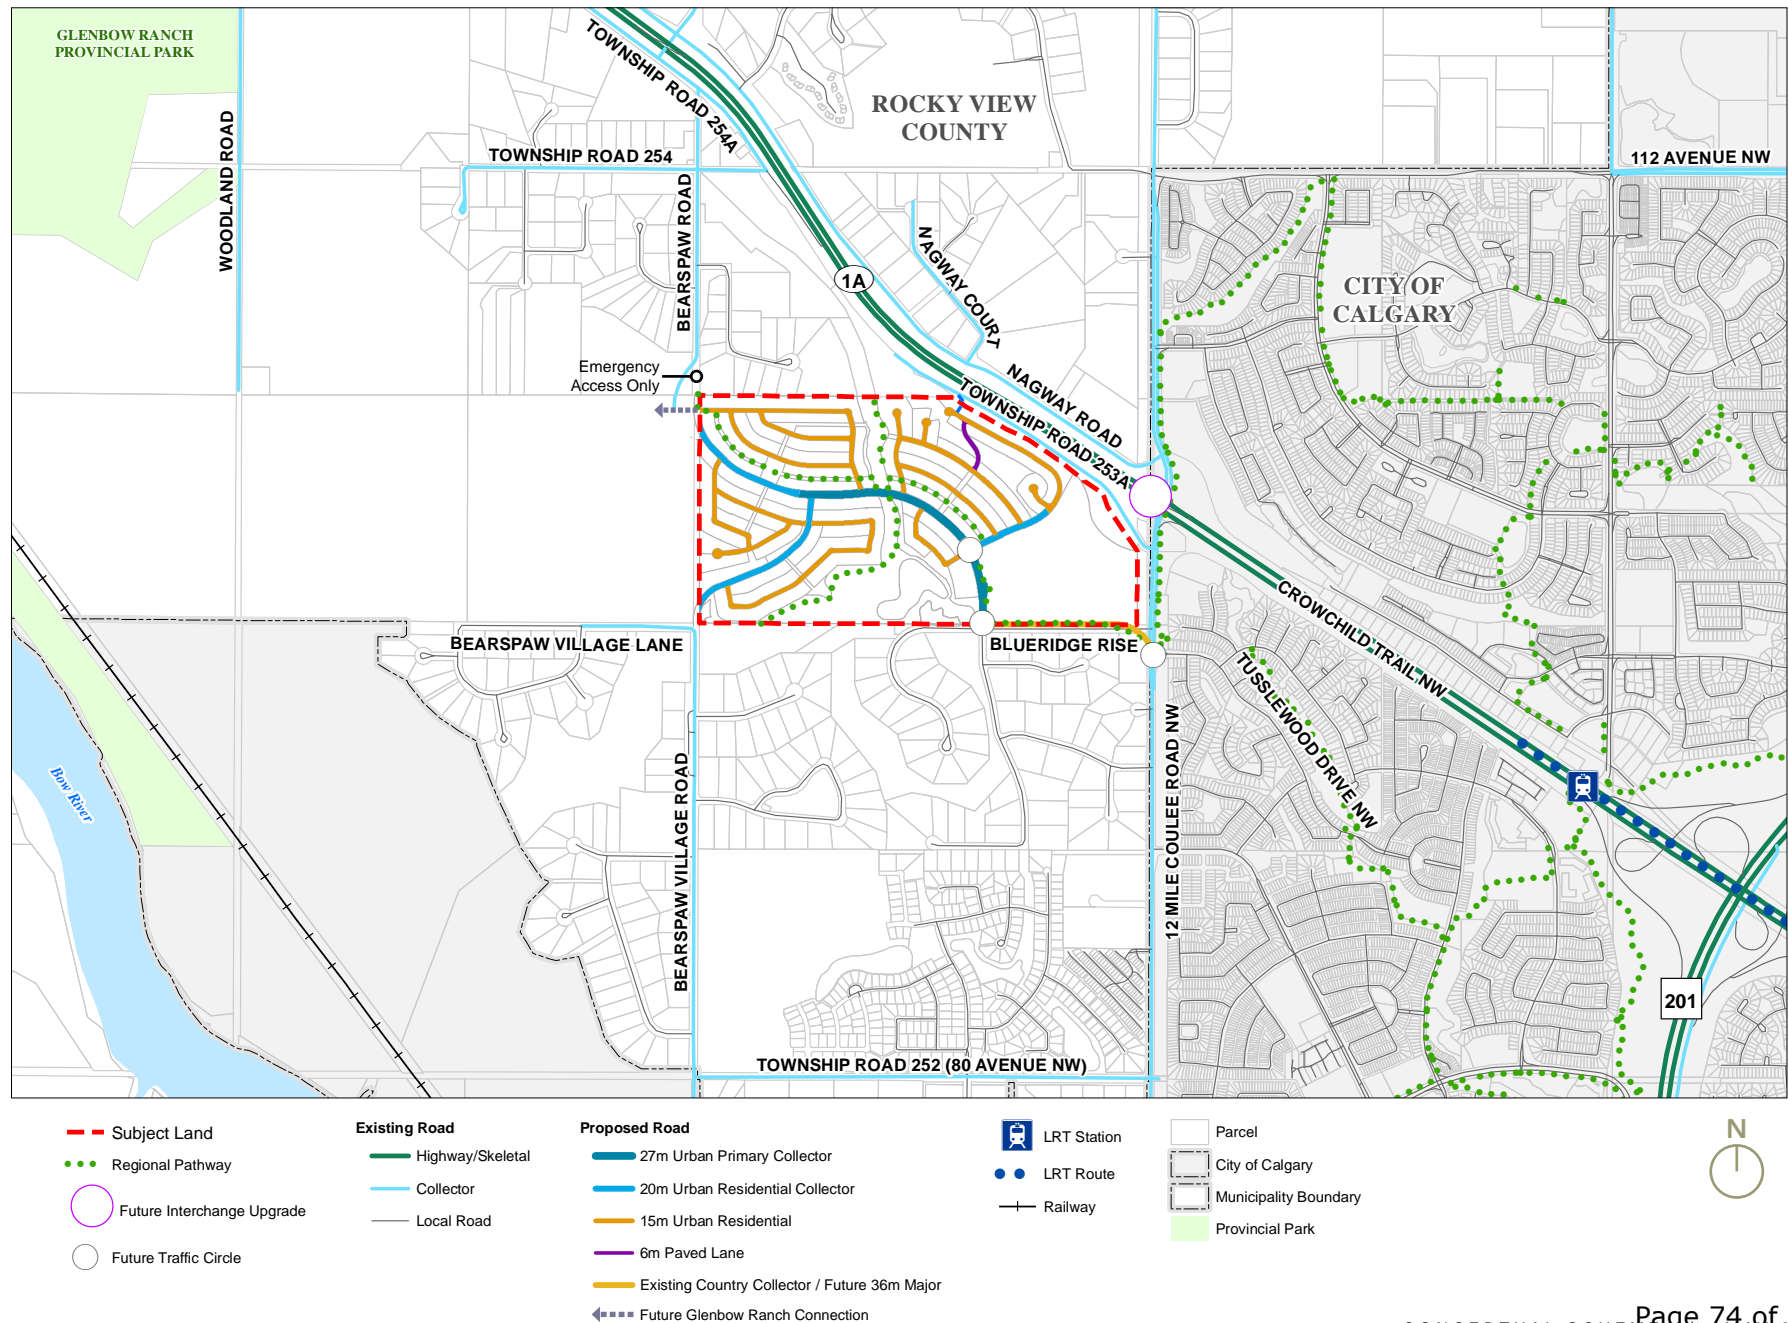 GLENBOW RANCH
PROVINCIAL PARK
WOODLAND ROAD
TOWNSHIP ROAD 254A
TOWNSHIP ROAD 254
BEARSPAW ROAD
ROCKY VIEW
COUNTY
112 AVENUE NW
1A
NAGWAY COURT
CITY OF
CALGARY
Emergency
Access Only
NAGWAY ROAD
TOWNSHIP ROAD 253A
CROWCHILD TRAIL NW
BEARSPAW VILLAGE LANE
BLUERIDGE RISE
TUSSLEWOOD DRIVE NW
12 MILE COULEE ROAD NW
BEARSPAW VILLAGE ROAD
Bow River
201
TOWNSHIP ROAD 252 (80 AVENUE NW)
Subject Land
Regional Pathway
Future Interchange Upgrade
Future Traffic Circle
Existing Road
Highway/Skeletal
Collector
Local Road
Proposed Road
27m Urban Primary Collector
20m Urban Residential Collector
15m Urban Residential
6m Paved Lane
Existing Country Collector / Future 36m Major
Future Glenbow Ranch Connection
LRT Station
LRT Route
Railway
Parcel
City of Calgary
Municipality Boundary
Provincial Park
N
Page 74 of